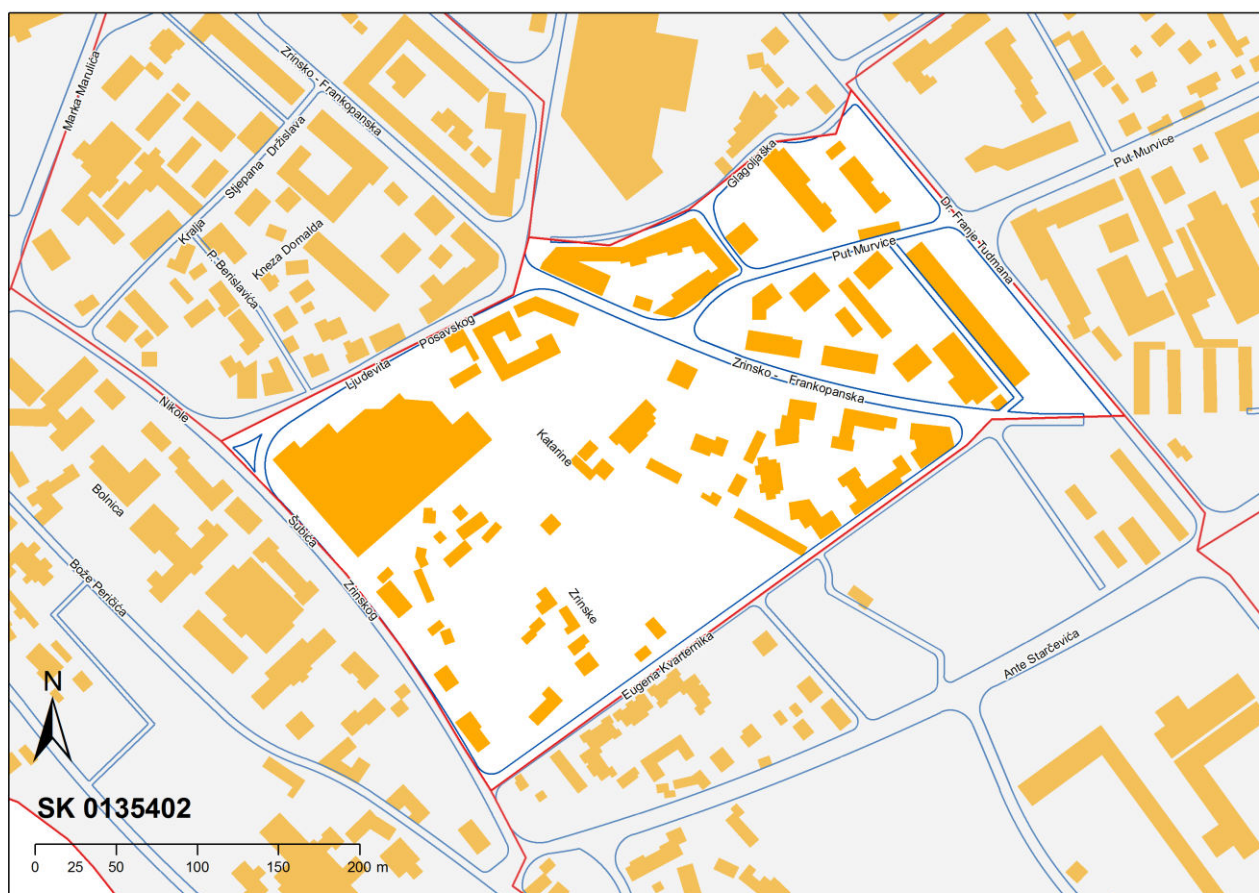 Marka Marulića
Zrinsko - Frankopanska
Kralja Stjepana Držislava
P. Berislavića
Kneza Domalda
Glagoljaška
Put-Murvice
Dr. Franje Tuđmana
Put-Murvice
Ljudevita Posavskog
Zrinsko - Frankopanska
Nikole Šubića Zrinskog
Katarine Zrinske
Bolnica
Bože Peričića
Eugena Kvarternika
Ante Starčevića
N
SK 0135402
0 25 50 100 150 200 m